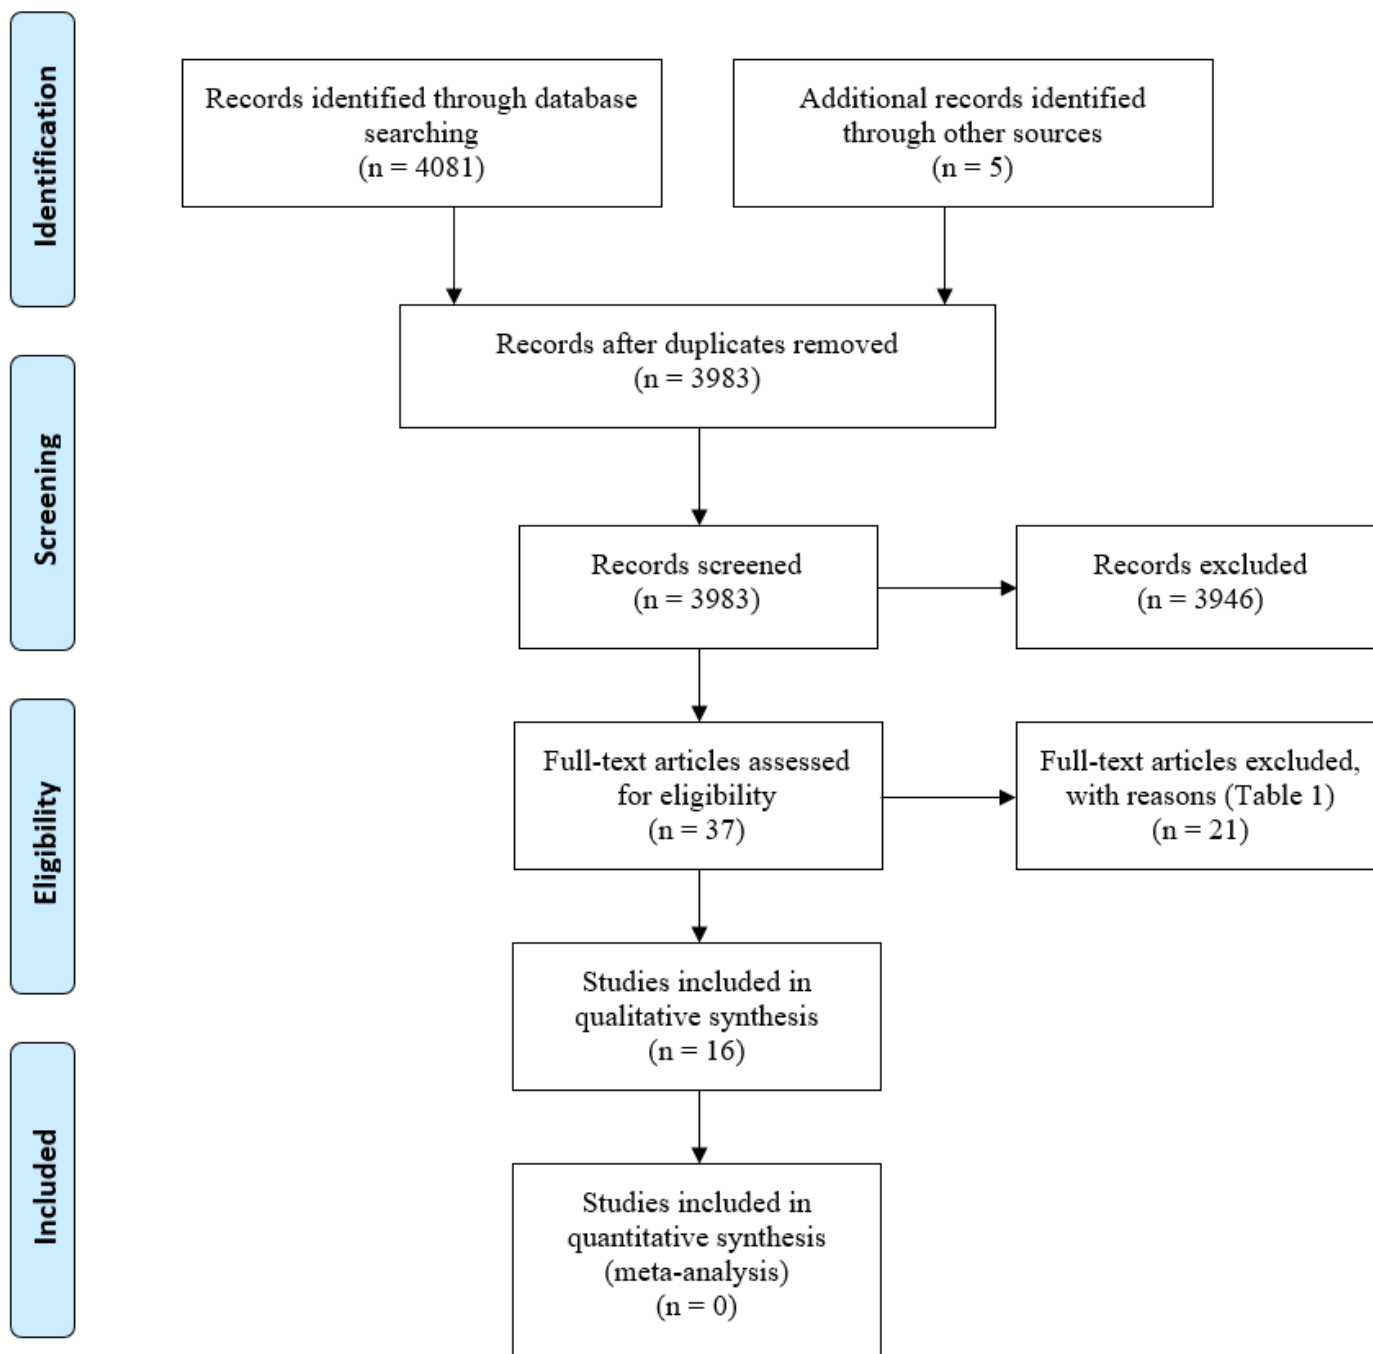 Identification
Records identified through database
searching
(n = 4081)
Additional records identified
through other sources
(n = 5)
Records after duplicates removed
(n = 3983)
Screening
Records screened
(n = 3983)
Records excluded
(n = 3946)
Eligibility
Full-text articles assessed
for eligibility
(n = 37)
Full-text articles excluded,
with reasons (Table 1)
(n = 21)
Studies included in
qualitative synthesis
(n = 16)
Included
Studies included in
quantitative synthesis
(meta-analysis)
(n = 0)